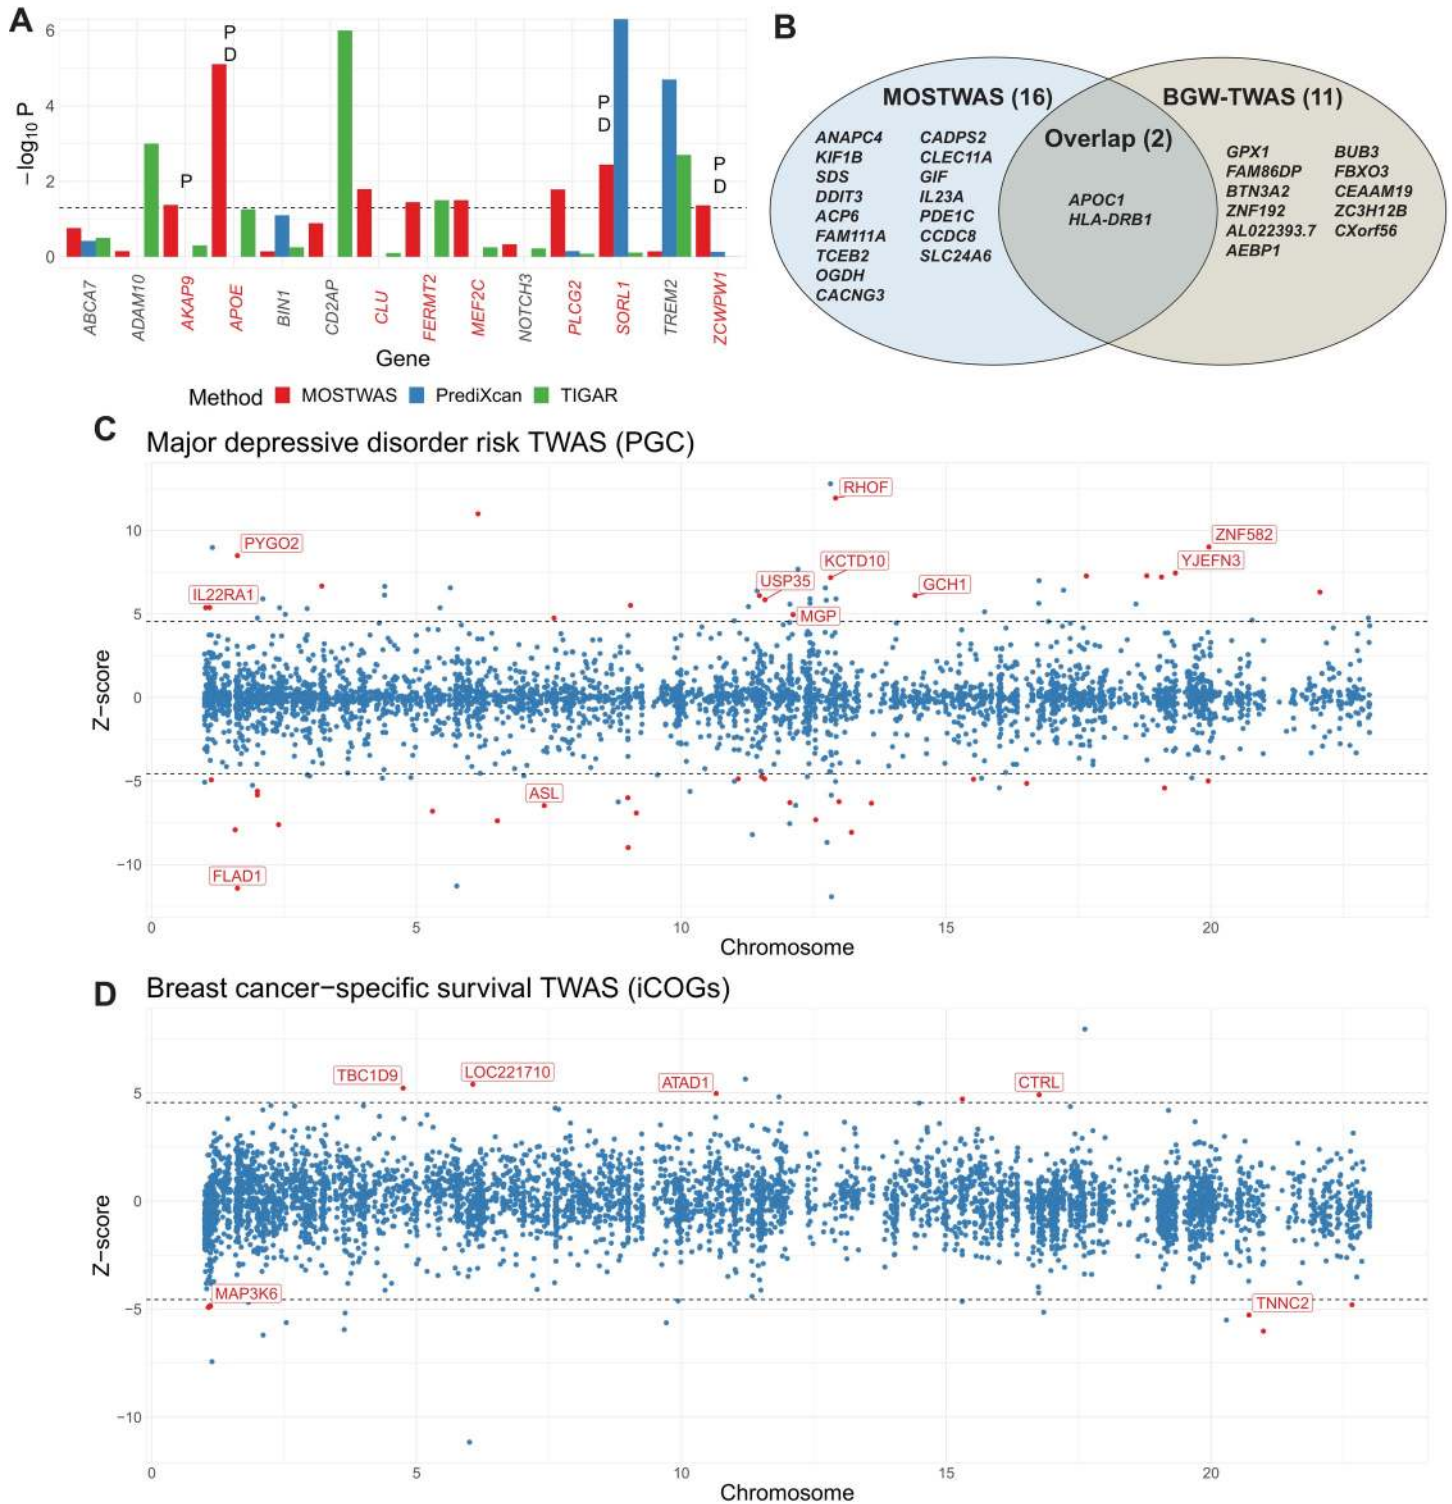 A
6
4
2
0
−log10 P
P
P
D
P
D
P
D
ABCA7
ADAM10
AKAP9
APOE
BIN1
CD2AP
CLU
FERMT2
MEF2C
NOTCH3
PLCG2
SORL1
TREM2
ZCWPW1
Gene
Method MOSTWAS PrediXcan TIGAR
B
MOSTWAS (16)
BGW-TWAS (11)
Overlap (2)
ANAPC4 CADPS2
KIF1B CLEC11A
SDS GIF
DDIT3 IL23A
ACP6 PDE1C
FAM111A CCDC8
TCEB2 SLC24A6
OGDH
CACNG3
APOC1
HLA-DRB1
GPX1 BUB3
FAM86DP FBXO3
BTN3A2 CEAAM19
ZNF192 ZC3H12B
AL022393.7 CXorf56
AEBP1
C
Major depressive disorder risk TWAS (PGC)
Z−score
10
5
0
−5
−10
RHOF
ZNF582
PYGO2
YJEFN3
KCTD10
USP35
GCH1
IL22RA1
MGP
ASL
FLAD1
0 5 10 15 20
Chromosome
D
Breast cancer−specific survival TWAS (iCOGs)
Z−score
5
0
−5
−10
TBC1D9
LOC221710
ATAD1
CTRL
MAP3K6
TNNC2
0 5 10 15 20
Chromosome